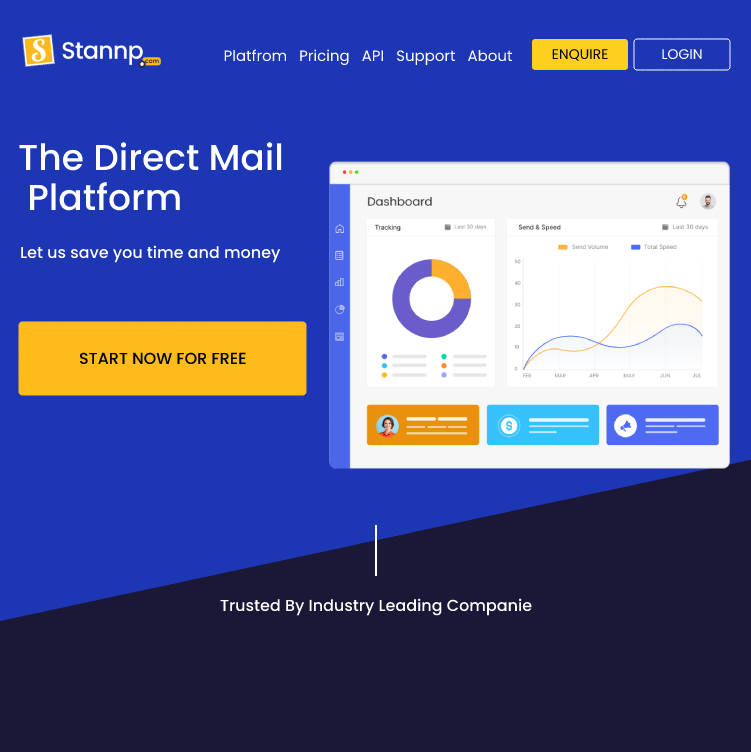 Stannp
.com
Platfrom Pricing API Support About ENQUIRE LOGIN
The Direct Mail
Platform
Let us save you time and money
START NOW FOR FREE
Dashboard
Tracking Last 30 days
Send & Speed Last 30 days
Send Volume Total Speed
50
40
30
20
10
0
FEB MAR APR MAY JUN JUL
$
Trusted By Industry Leading Companie